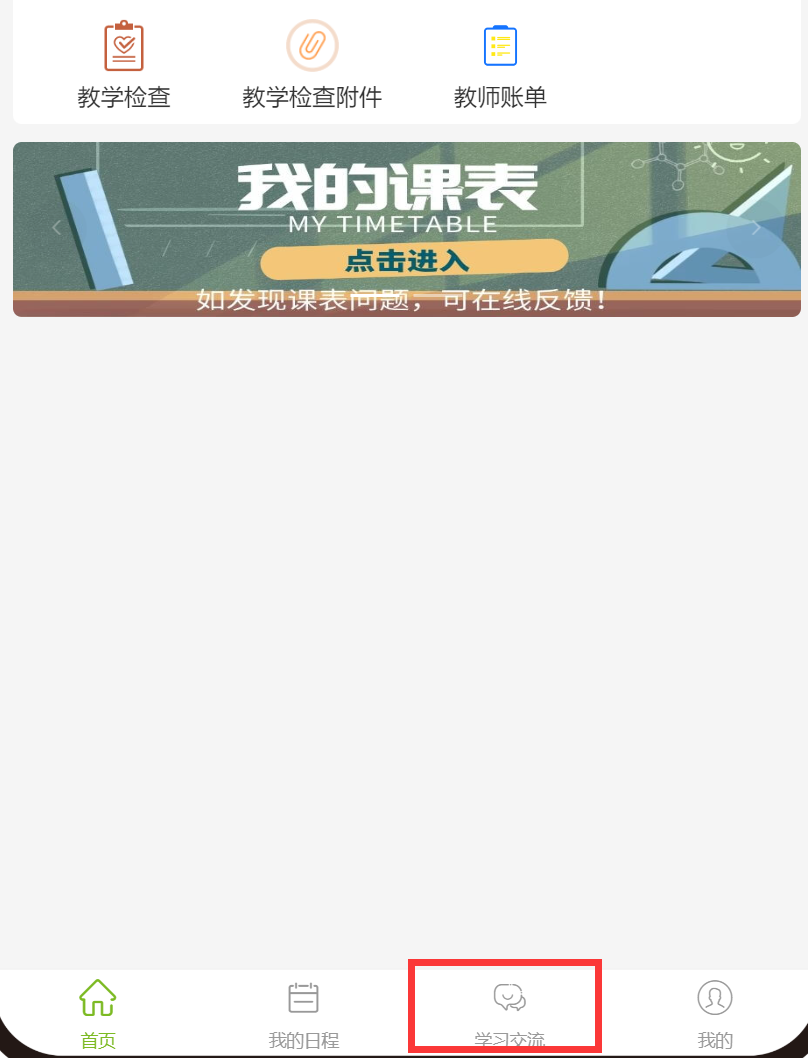 教学检查
教学检查附件
教师账单
我的课表
MY TIMETABLE
点击进入
如发现课表问题，可在线反馈！
首页
我的日程
学习交流
我的